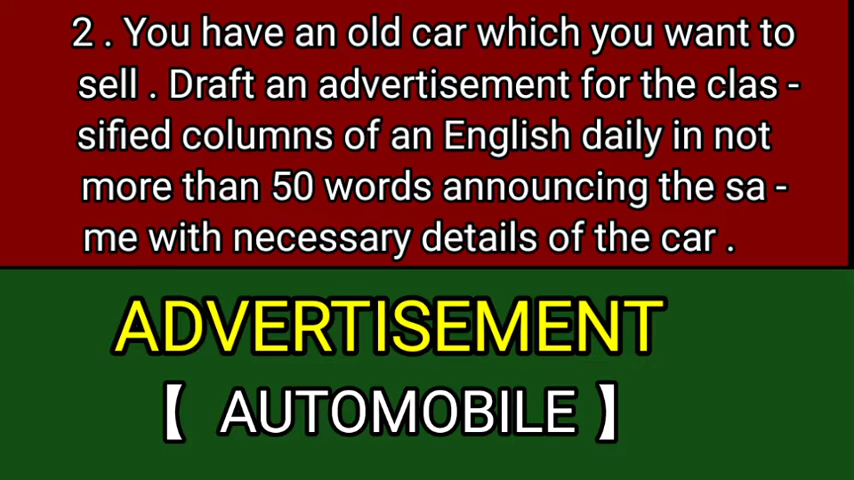 2 . You have an old car which you want to
sell . Draft an advertisement for the clas -
sified columns of an English daily in not
more than 50 words announcing the sa -
me with necessary details of the car .
ADVERTISEMENT
【 AUTOMOBILE 】